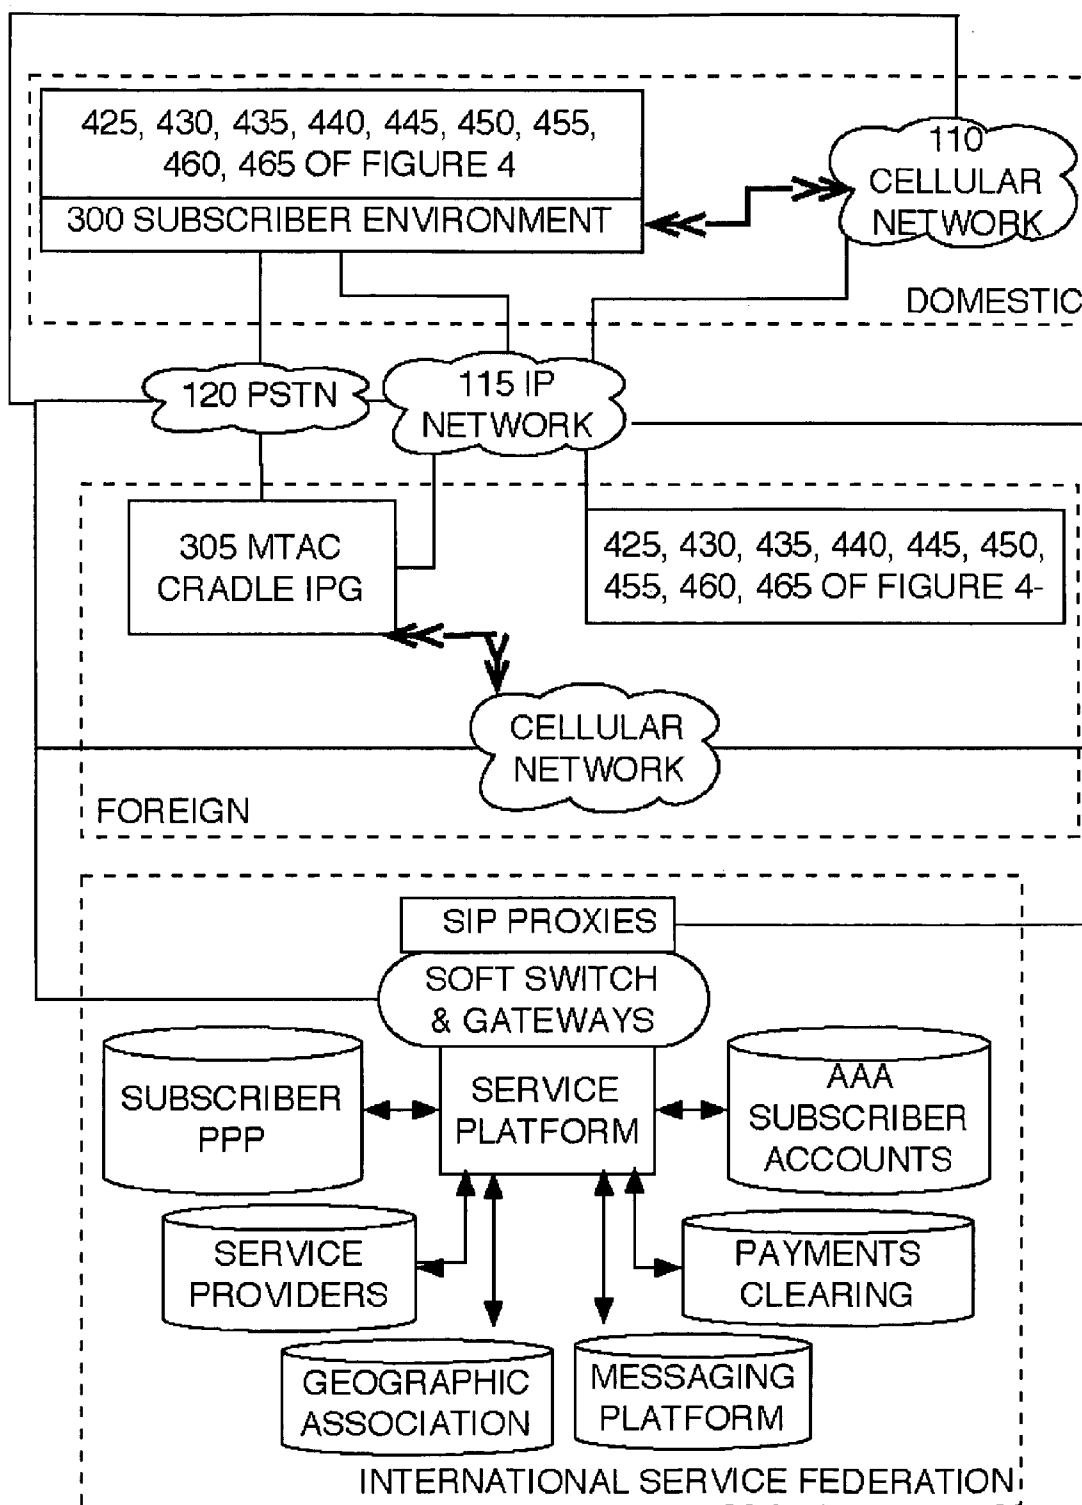 425, 430, 435, 440, 445, 450, 455,
460, 465 OF FIGURE 4
300 SUBSCRIBER ENVIRONMENT
110
CELLULAR
NETWORK
DOMESTIC
120 PSTN
115 IP
NETWORK
305 MTAC
CRADLE IPG
425, 430, 435, 440, 445, 450,
455, 460, 465 OF FIGURE 4-
CELLULAR
NETWORK
FOREIGN
SIP PROXIES
SOFT SWITCH
& GATEWAYS
SUBSCRIBER
PPP
SERVICE
PLATFORM
AAA
SUBSCRIBER
ACCOUNTS
SERVICE
PROVIDERS
PAYMENTS
CLEARING
GEOGRAPHIC
ASSOCIATION
MESSAGING
PLATFORM
INTERNATIONAL SERVICE FEDERATION